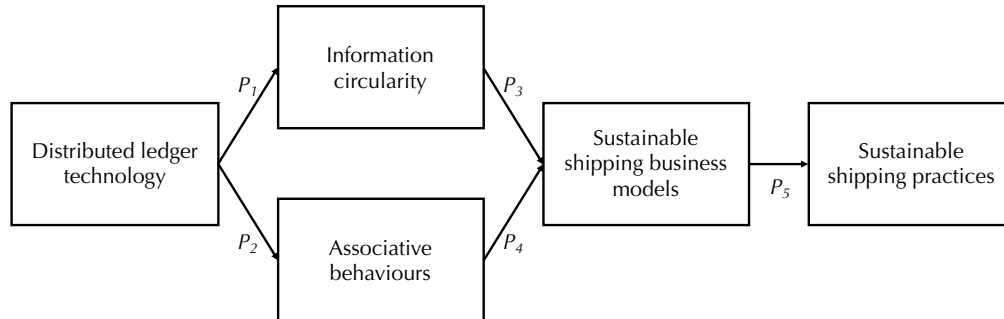 Information
circularity
P1
P3
Distributed ledger
technology
Sustainable
shipping business
models
P5
Sustainable
shipping practices
P2
P4
Associative
behaviours